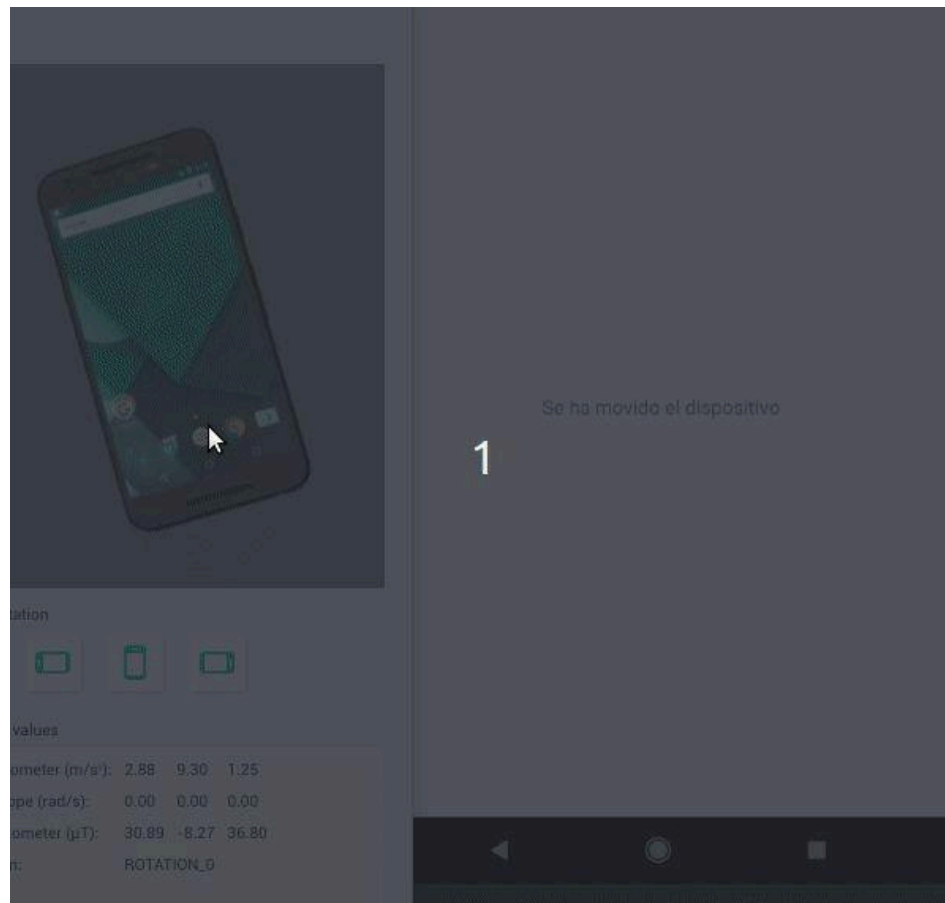 Se ha movido el dispositivo
1
tation
values
ometer (m/s²): 2.88 9.30 1.25
ope (rad/s): 0.00 0.00 0.00
ometer (μT): 30.89 -8.27 36.80
n: ROTATION_0